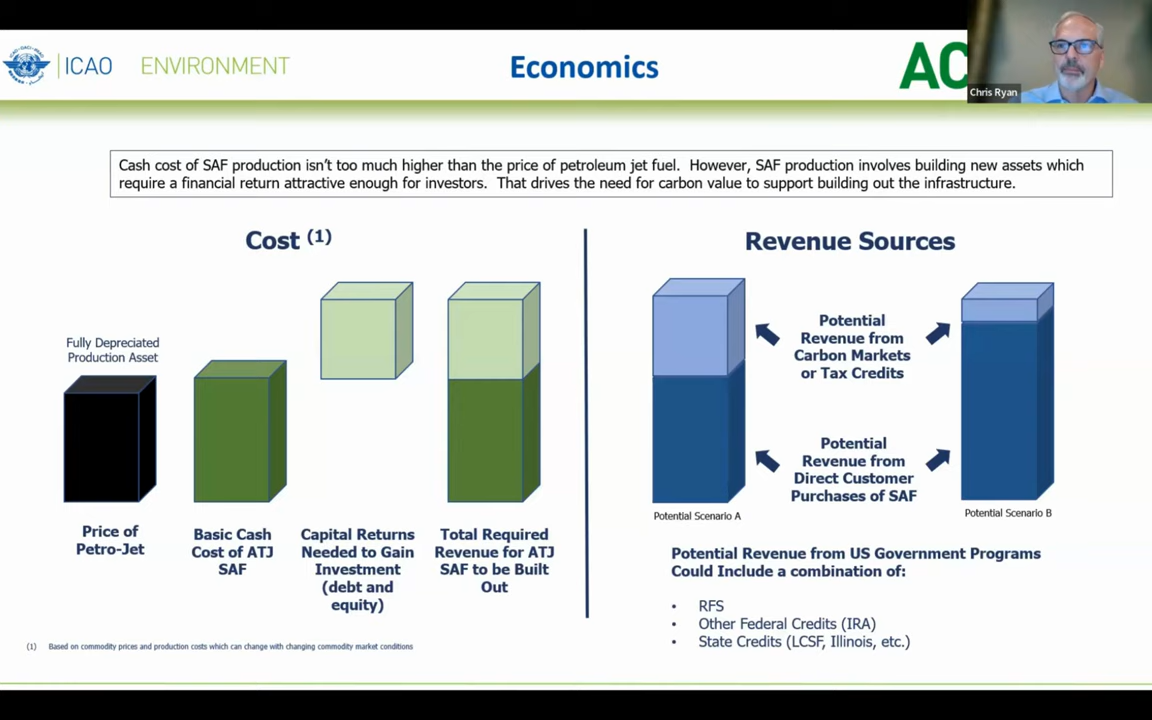 ICAO ENVIRONMENT
Economics
AC
Chris Ryan
Cash cost of SAF production isn't too much higher than the price of petroleum jet fuel. However, SAF production involves building new assets which
require a financial return attractive enough for investors. That drives the need for carbon value to support building out the infrastructure.
Cost (1)
Fully Depreciated
Production Asset
Price of
Petro-Jet
Basic Cash
Cost of ATJ
SAF
Capital Returns
Needed to Gain
Investment
(debt and
equity)
Total Required
Revenue for ATJ
SAF to be Built
Out
(1) Based on commodity prices and production costs which can change with changing commodity market conditions
Revenue Sources
Potential
Revenue from
Carbon Markets
or Tax Credits
Potential
Revenue from
Direct Customer
Purchases of SAF
Potential Scenario A
Potential Scenario B
Potential Revenue from US Government Programs
Could Include a combination of:
• RFS
• Other Federal Credits (IRA)
• State Credits (LCSF, Illinois, etc.)